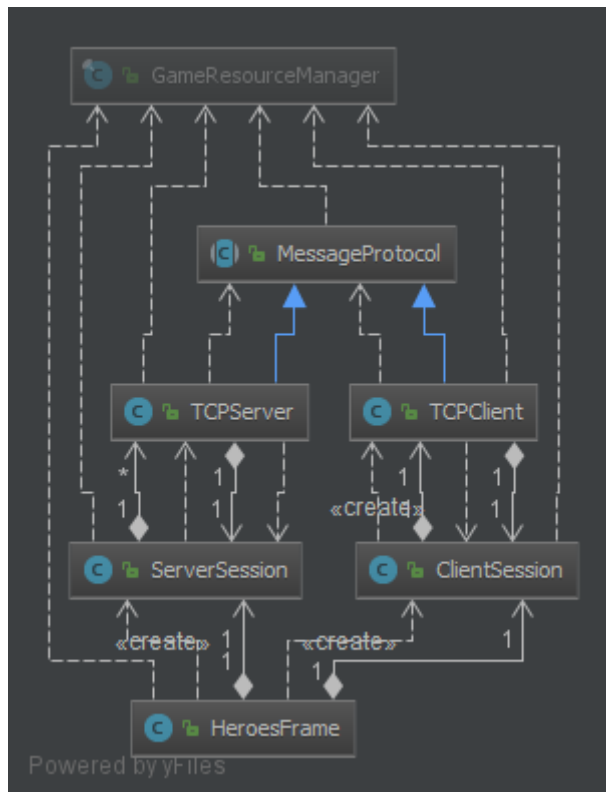 GameResourceManager
MessageProtocol
TCPServer
TCPClient
* 1 1 1
1 1 «create» 1 1
ServerSession
ClientSession
«create» 1 «create» 1
1 1
HeroesFrame
Powered by yFiles